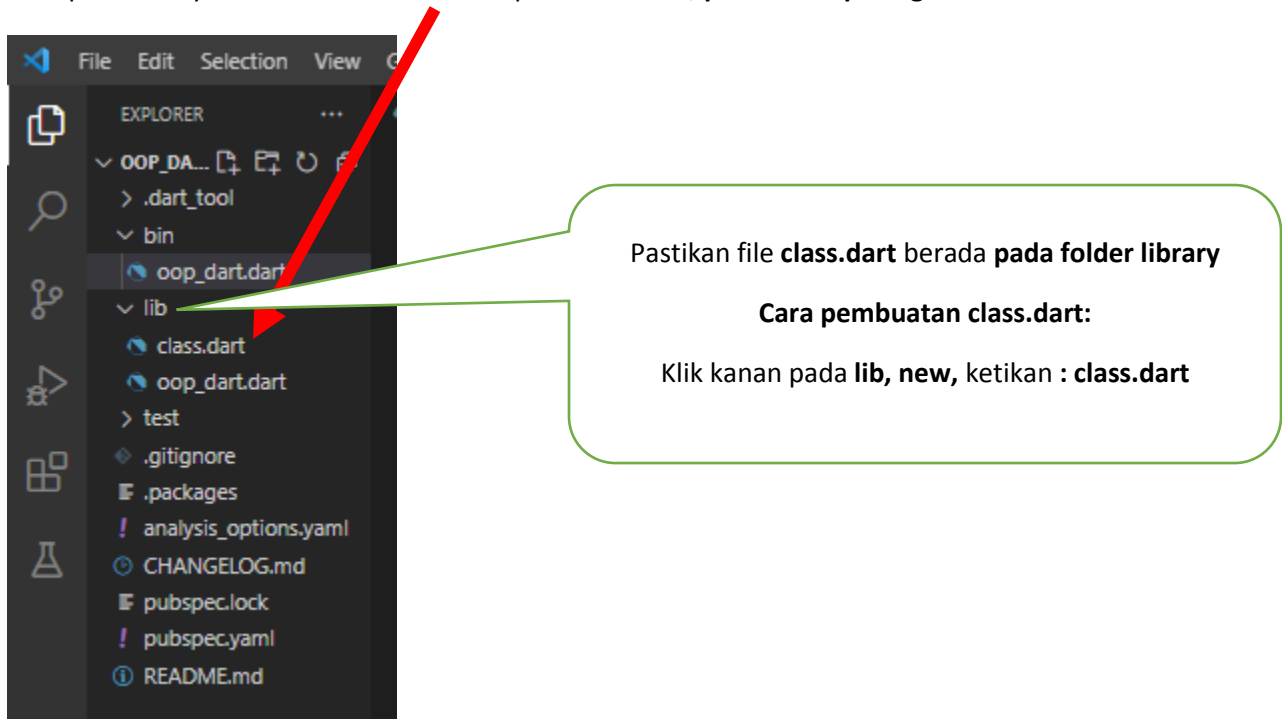 File Edit Selection View
EXPLORER ...
OOP_DA...
.dart_tool
bin
oop_dart.dart
lib
class.dart
oop_dart.dart
test
.gitignore
.packages
analysis_options.yaml
CHANGELOG.md
pubspec.lock
pubspec.yaml
README.md
Pastikan file class.dart berada pada folder library
Cara pembuatan class.dart:
Klik kanan pada lib, new, ketikan : class.dart